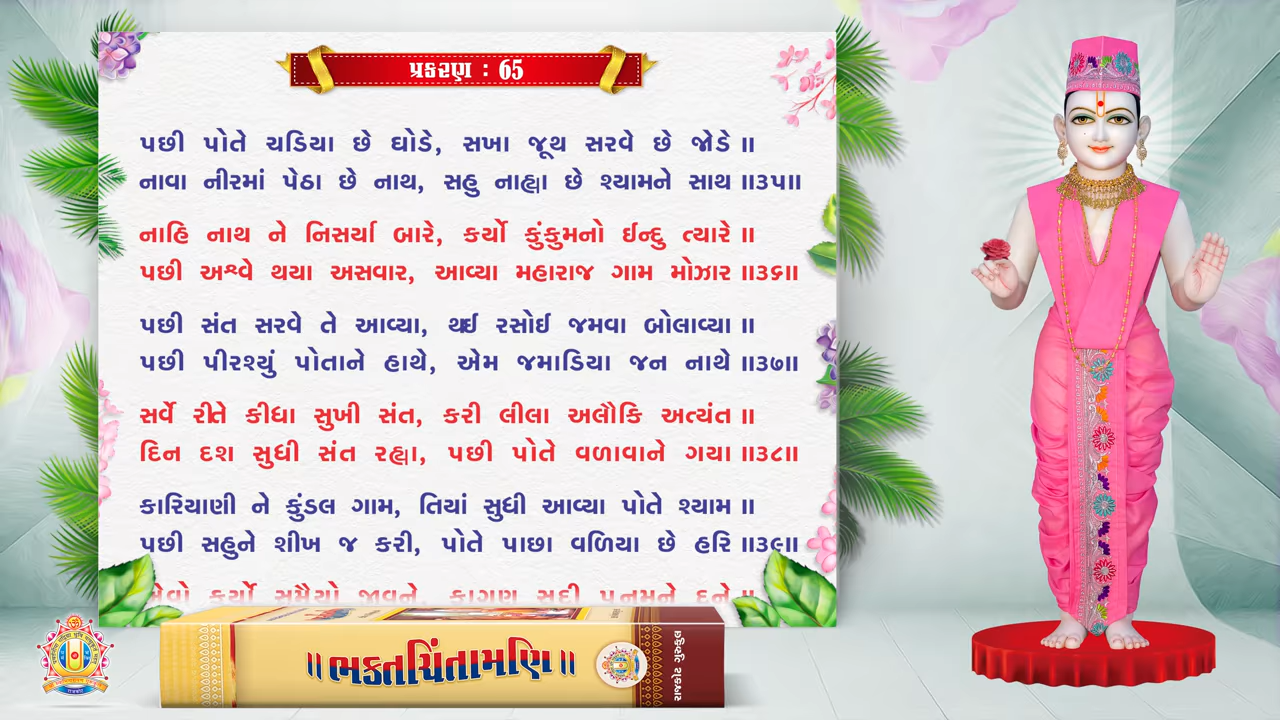 પ્રકરણ : 65
પછી પોતે ચડિયા છે ઘોડે, સખા જૂથ સરવે છે જોડે ॥
નાવા નીરમાં પેઠા છે નાથ, સહુ નાહ્યા છે શ્યામને સાથ ॥૩૫॥
નાહિ નાથ ને નિસર્યા બારે, કર્યો કુંકુમનો ઈન્દુ ત્યારે ॥
પછી અશ્વે થયા અસવાર, આવ્યા મહારાજ ગામ મોઝાર ॥૩૬॥
પછી સંત સરવે તે આવ્યા, થઈ રસોઈ જમવા બોલાવ્યા ॥
પછી પીરશ્યું પોતાને હાથે, એમ જમાડિયા જન નાથે ॥૩૭॥
સર્વે રીતે કીધા સુખી સંત, કરી લીલા અલૌકિ અત્યંત ॥
દિન દશ સુધી સંત રહ્યા, પછી પોતે વળાવાને ગયા ॥૩૮॥
કારિયાણી ને કુંડલ ગામ, તિયાં સુધી આવ્યા પોતે શ્યામ ॥
પછી સહુને શીખ જ કરી, પોતે પાછા વળિયા છે હરિ ॥૩૯॥
॥ ભક્તચિંતામણિ ॥
રાજકોટ ગુરુકુલ